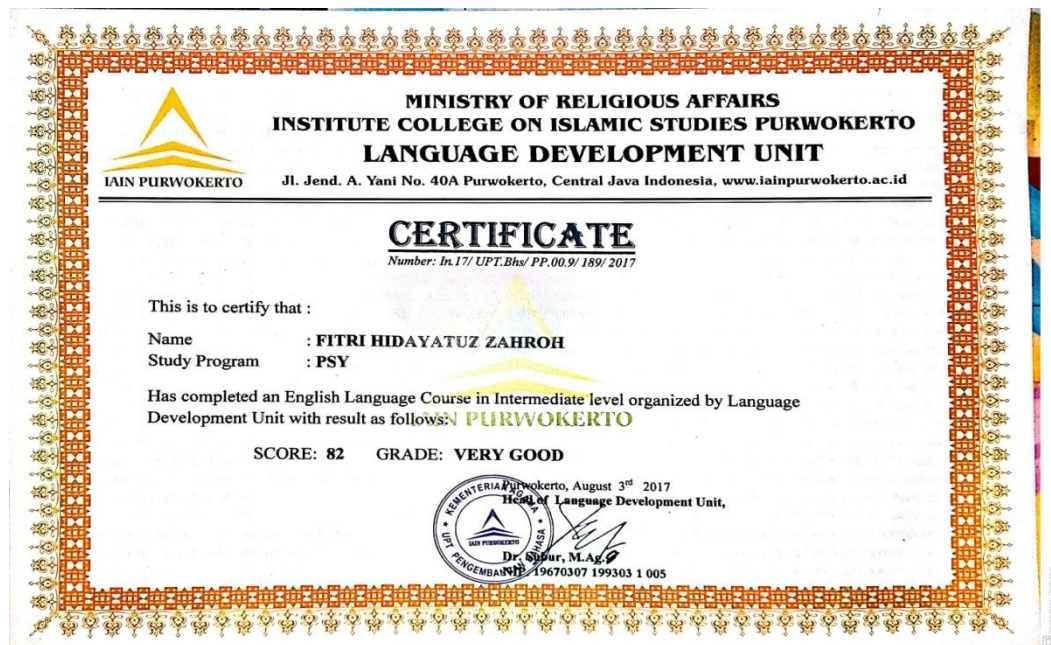 MINISTRY OF RELIGIOUS AFFAIRS
INSTITUTE COLLEGE ON ISLAMIC STUDIES PURWOKERTO
LANGUAGE DEVELOPMENT UNIT
IAIN PURWOKERTO
Jl. Jend. A. Yani No. 40A Purwokerto, Central Java Indonesia, www.iainpurwokerto.ac.id
CERTIFICATE
Number: In.17/ UPT.Bhs/ PP.00.9/ 189/ 2017
This is to certify that :
Name : FITRI HIDAYATUZ ZAHROH
Study Program : PSY
Has completed an English Language Course in Intermediate level organized by Language
Development Unit with result as follows:
IAIN PURWOKERTO
SCORE: 82 GRADE: VERY GOOD
Purwokerto, August 3rd 2017
Head of Language Development Unit,
KEMENTERIAN AGAMA
IAIN PURWOKERTO
UPT PENGEMBANGAN BAHASA
Dr. Subur, M.Ag.
NIP. 19670307 199303 1 005